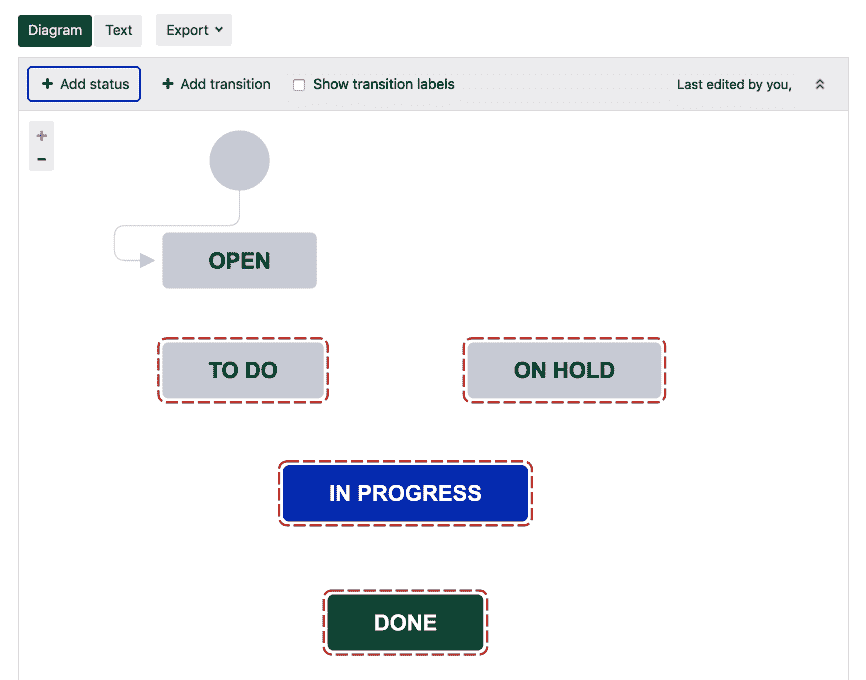 Diagram Text Export
+ Add status + Add transition Show transition labels Last edited by you,
+
−
OPEN
TO DO ON HOLD
IN PROGRESS
DONE